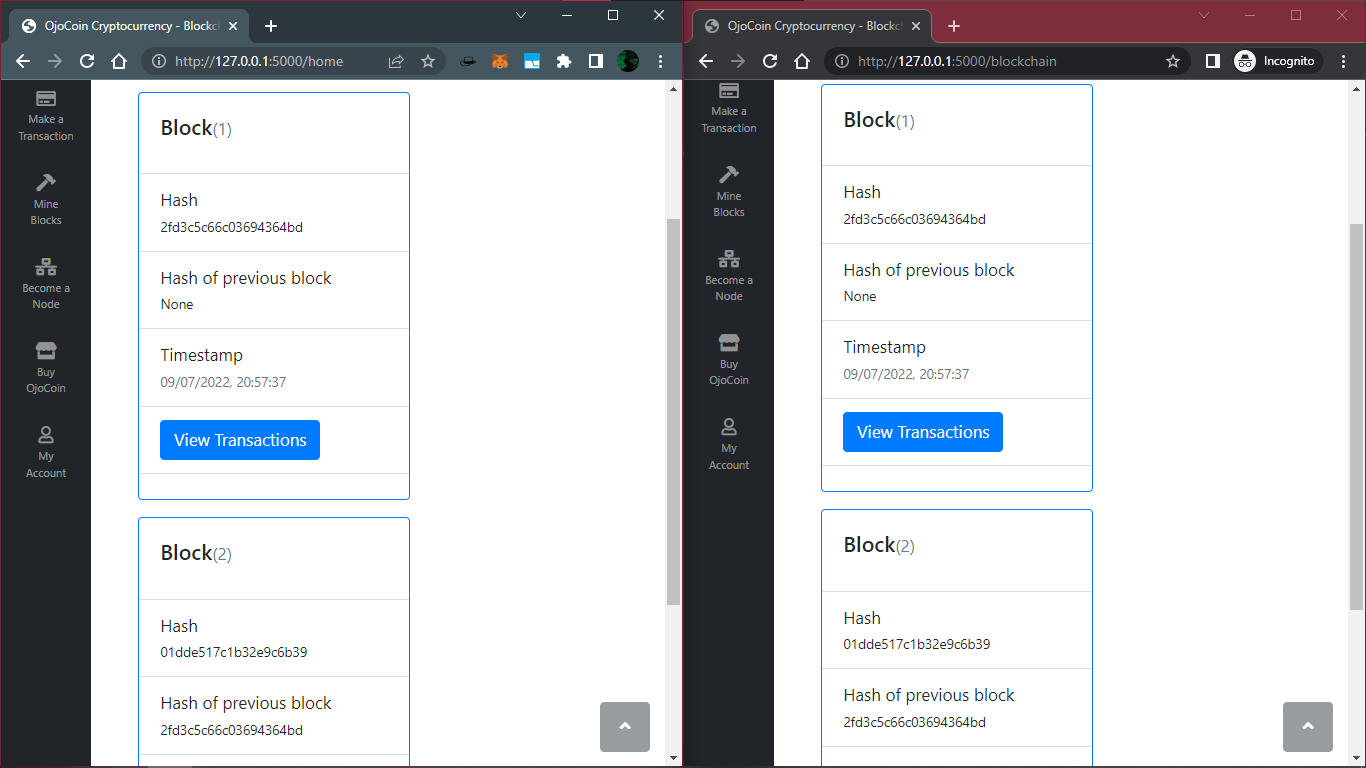 OjoCoin Cryptocurrency - Blockc
http://127.0.0.1:5000/home
Make a
Transaction
Mine
Blocks
Become a
Node
Buy
OjoCoin
My
Account
Block(1)
Hash
2fd3c5c66c03694364bd
Hash of previous block
None
Timestamp
09/07/2022, 20:57:37
View Transactions
Block(2)
Hash
01dde517c1b32e9c6b39
Hash of previous block
2fd3c5c66c03694364bd
OjoCoin Cryptocurrency - Blockc
http://127.0.0.1:5000/blockchain
Incognito
Make a
Transaction
Mine
Blocks
Become a
Node
Buy
OjoCoin
My
Account
Block(1)
Hash
2fd3c5c66c03694364bd
Hash of previous block
None
Timestamp
09/07/2022, 20:57:37
View Transactions
Block(2)
Hash
01dde517c1b32e9c6b39
Hash of previous block
2fd3c5c66c03694364bd